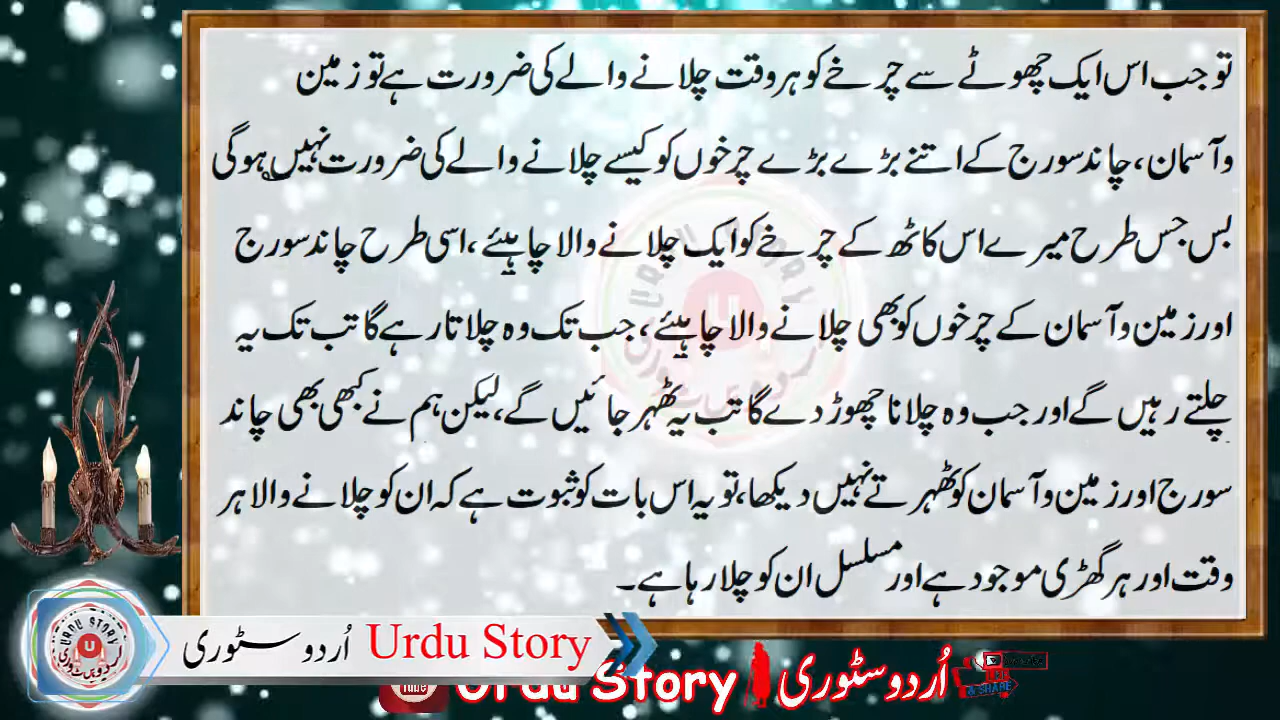 تو جب اس ایک چھوٹے سے چرخے کو ہر وقت چلانے والے کی ضرورت ہے تو زمین
و آسمان، چاند سورج کے اتنے بڑے بڑے چرخوں کو کیسے چلانے والے کی ضرورت نہیں ہوگی
بس جس طرح میرے اس کاٹھ کے چرخے کو ایک چلانے والا چاہیئے، اسی طرح چاند سورج
اور زمین و آسمان کے چرخوں کو بھی چلانے والا چاہیئے، جب تک وہ چلاتا رہے گا تب تک یہ
چلتے رہیں گے اور جب وہ چلانا چھوڑ دے گا تب یہ ٹھہر جائیں گے، لیکن ہم نے کبھی بھی چاند
سورج اور زمین و آسمان کو ٹھہرتے نہیں دیکھا، تو یہ اس بات کو ثبوت ہے کہ ان کو چلانے والا ہر
وقت اور ہر گھڑی موجود ہے اور مسلسل ان کو چلا رہا ہے۔
URDU STORY
U
اُردو سٹوری Urdu Story
Tube Urdu Story اُردو سٹوری
& SHARE